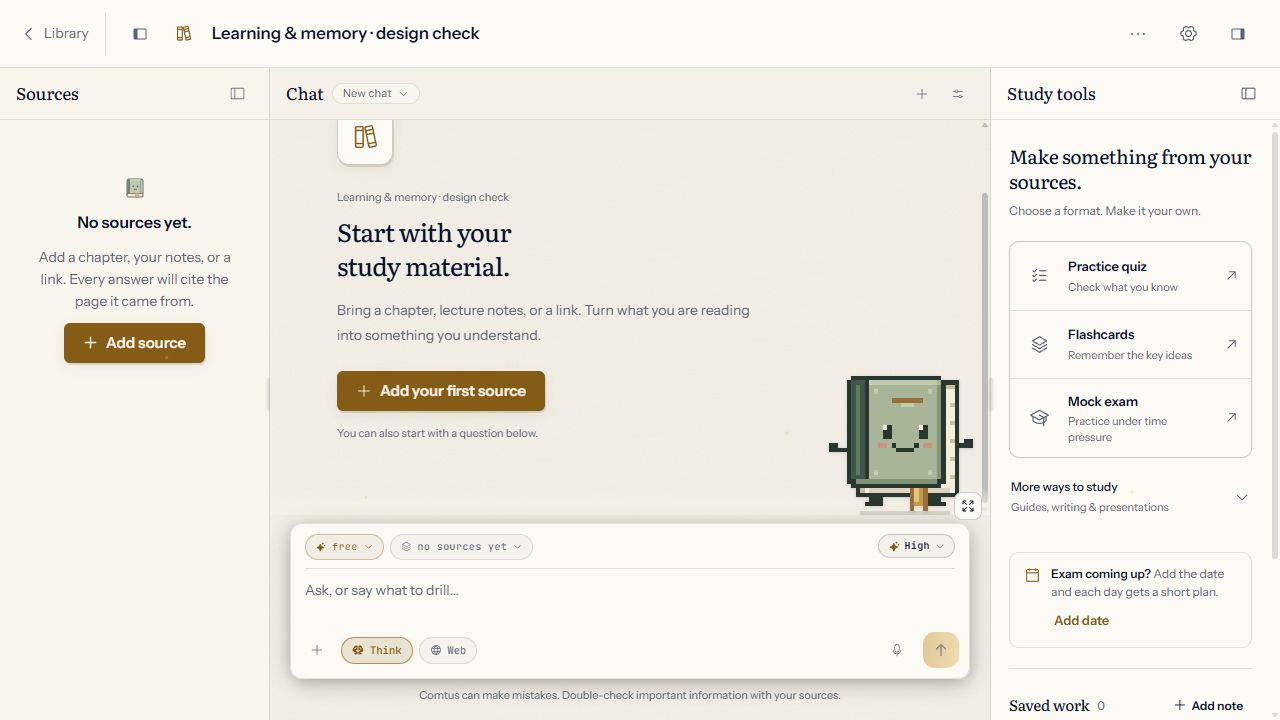 Library
Learning & memory · design check
Sources
No sources yet.
Add a chapter, your notes, or a
link. Every answer will cite the
page it came from.
+ Add source
Chat
New chat
Learning & memory · design check
Start with your
study material.
Bring a chapter, lecture notes, or a link. Turn what you are reading
into something you understand.
+ Add your first source
You can also start with a question below.
free
no sources yet
High
Ask, or say what to drill...
Think
Web
Comtus can make mistakes. Double-check important information with your sources.
Study tools
Make something from your
sources.
Choose a format. Make it your own.
Practice quiz
Check what you know
Flashcards
Remember the key ideas
Mock exam
Practice under time
pressure
More ways to study
Guides, writing & presentations
Exam coming up? Add the date
and each day gets a short plan.
Add date
Saved work 0
+ Add note